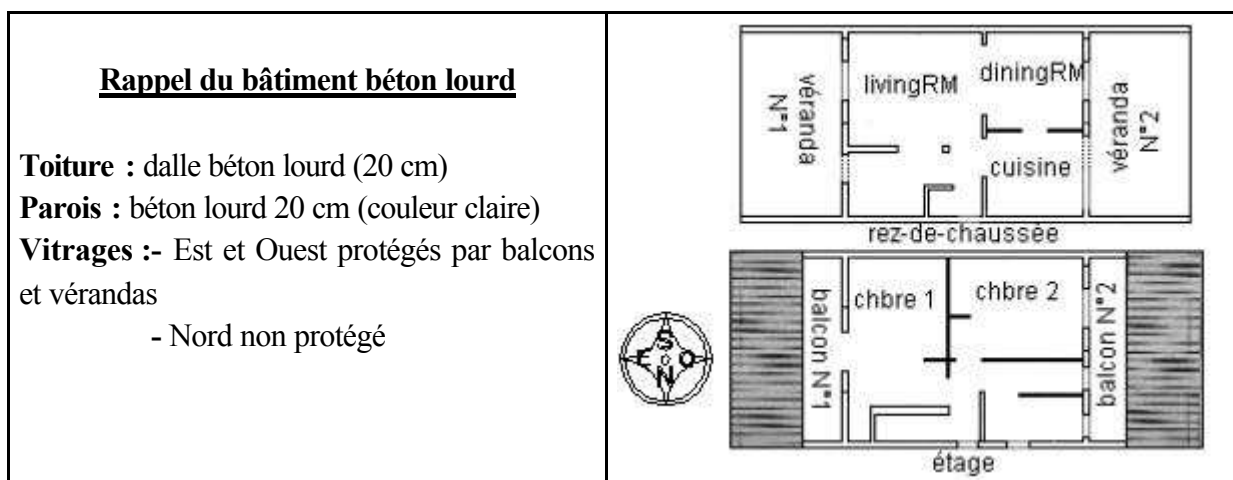 Rappel du bâtiment béton lourd
Toiture : dalle béton lourd (20 cm)
Parois : béton lourd 20 cm (couleur claire)
Vitrages :- Est et Ouest protégés par balcons
et vérandas
- Nord non protégé
véranda
N°1
livingRM
diningRM
cuisine
véranda
N°2
rez-de-chaussée
S
E O
N
balcon N°1
chbre 1
chbre 2
balcon N°2
étage